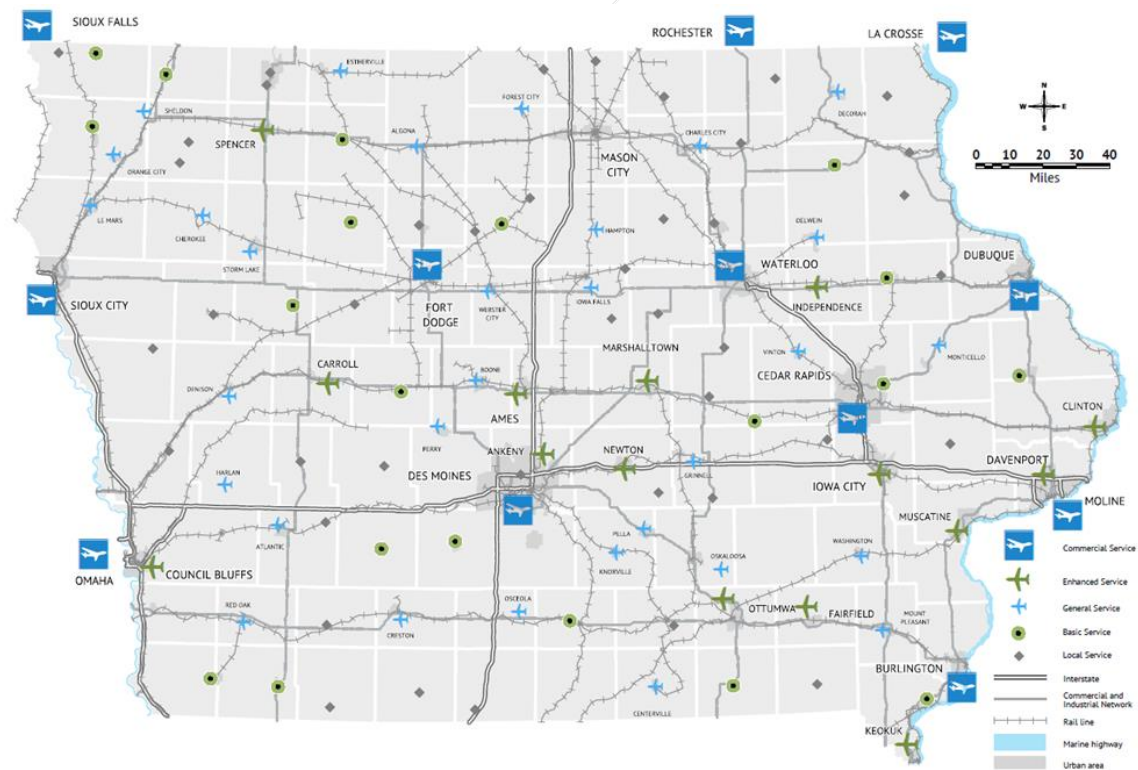 SIOUX FALLS
ROCHESTER
LA CROSSE
ESTHERVILLE
N
W
E
S
SHELDON
FOREST CITY
DECORAH
SPENCER
ALGONA
CHARLES CITY
MASON
CITY
0 10 20 30 40
Miles
ORANGE CITY
LE MARS
CHEROKEE
HAMPTON
OELWEIN
STORM LAKE
WATERLOO
DUBUQUE
SIOUX CITY
FORT
DODGE
WEBSTER
CITY
IOWA FALLS
INDEPENDENCE
MARSHALLTOWN
VINTON
MONTICELLO
CARROLL
BOONE
CEDAR RAPIDS
DENISON
AMES
CLINTON
PERRY
ANKENY
NEWTON
DES MOINES
DAVENPORT
HARLAN
GRINNELL
IOWA CITY
MOLINE
MUSCATINE
ATLANTIC
PELLA
WASHINGTON
OMAHA
COUNCIL BLUFFS
KNOXVILLE
OSKALOOSA
RED OAK
CRESTON
OSCEOLA
OTTUMWA
FAIRFIELD
MOUNT
PLEASANT
BURLINGTON
CENTERVILLE
KEOKUK
Commercial Service
Enhanced Service
General Service
Basic Service
Local Service
Interstate
Commercial and
Industrial Network
Rail line
Marine highway
Urban area